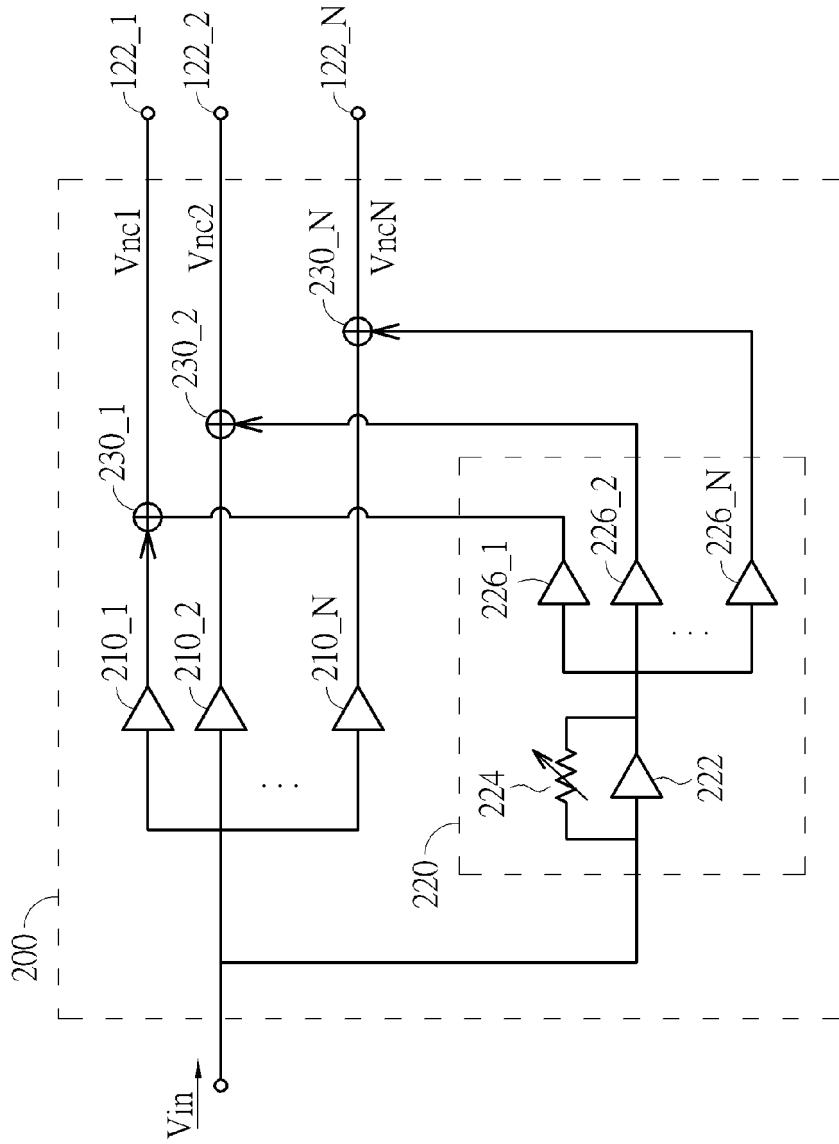 200
Vin
210_1
210_2
210_N
. . .
230_1
230_2
230_N
Vnc1
Vnc2
VncN
122_1
122_2
122_N
220
224
222
226_1
226_2
226_N
. . .